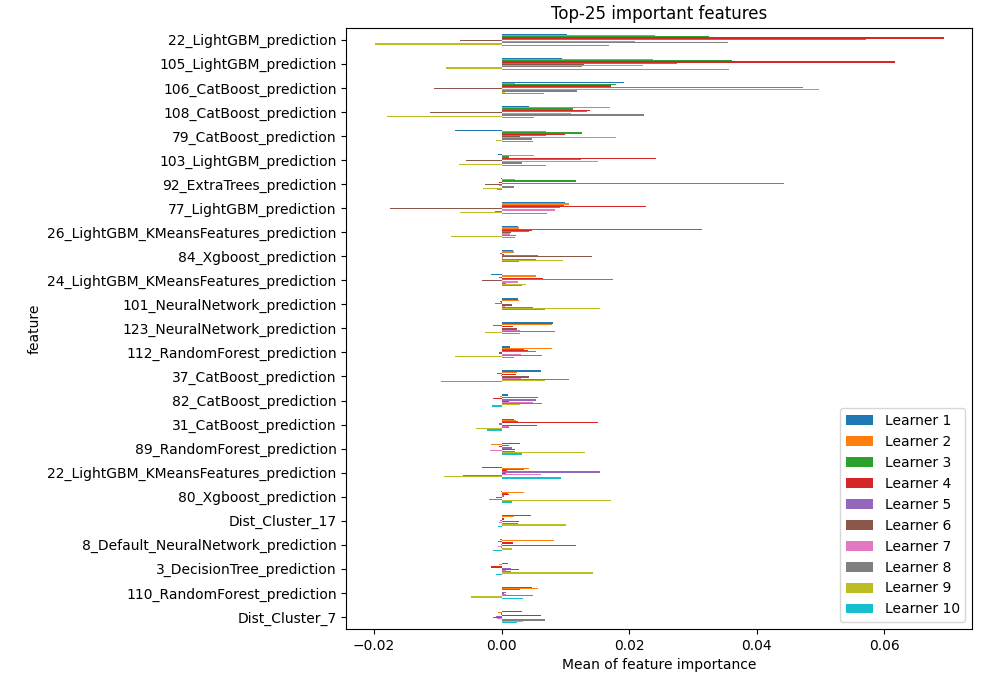 Top-25 important features
22_LightGBM_prediction
105_LightGBM_prediction
106_CatBoost_prediction
108_CatBoost_prediction
79_CatBoost_prediction
103_LightGBM_prediction
92_ExtraTrees_prediction
77_LightGBM_prediction
26_LightGBM_KMeansFeatures_prediction
84_Xgboost_prediction
24_LightGBM_KMeansFeatures_prediction
101_NeuralNetwork_prediction
123_NeuralNetwork_prediction
112_RandomForest_prediction
37_CatBoost_prediction
82_CatBoost_prediction
31_CatBoost_prediction
89_RandomForest_prediction
22_LightGBM_KMeansFeatures_prediction
80_Xgboost_prediction
Dist_Cluster_17
8_Default_NeuralNetwork_prediction
3_DecisionTree_prediction
110_RandomForest_prediction
Dist_Cluster_7
feature
Learner 1
Learner 2
Learner 3
Learner 4
Learner 5
Learner 6
Learner 7
Learner 8
Learner 9
Learner 10
−0.02 0.00 0.02 0.04 0.06
Mean of feature importance